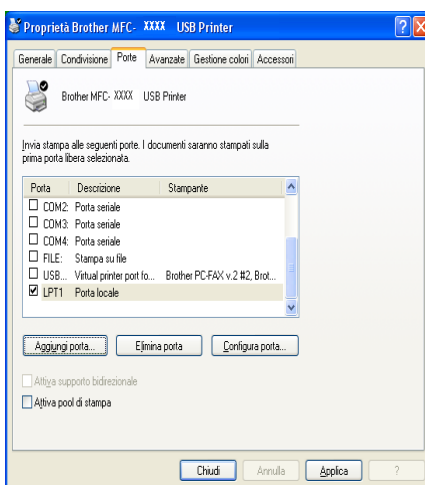 Proprietà Brother MFC- XXXX USB Printer
Generale Condivisione Porte Avanzate Gestione colori Accessori
Brother MFC- XXXX USB Printer
Invia stampa alle seguenti porte. I documenti saranno stampati sulla
prima porta libera selezionata.
Porta Descrizione Stampante
COM2: Porta seriale
COM3: Porta seriale
COM4: Porta seriale
FILE: Stampa su file
USB... Virtual printer port fo... Brother PC-FAX v.2 #2, Brot...
LPT1 Porta locale
Aggiungi porta... Elimina porta Configura porta...
Attiva supporto bidirezionale
Attiva pool di stampa
Chiudi Annulla Applica ?